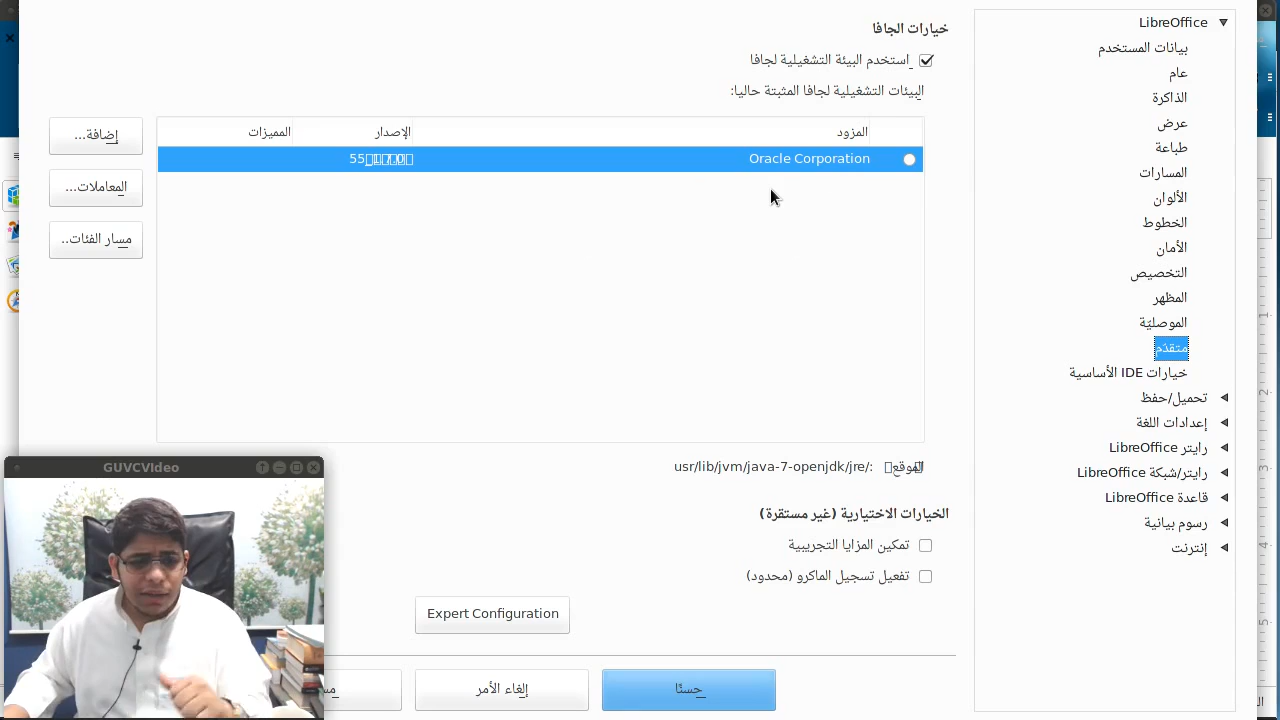 LibreOffice
بيانات المستخدم
عام
الذاكرة
عرض
طباعة
المسارات
الألوان
الخطوط
الأمان
التخصيص
المظهر
الموصليّة
متقدّم
خيارات IDE الأساسية
تحميل/حفظ
إعدادات اللغة
رايتر LibreOffice
رايتر/شبكة LibreOffice
قاعدة LibreOffice
رسوم بيانية
إنترنت
خيارات الجافا
استخدم البيئة التشغيلية لجافا
البيئات التشغيلية لجافا المثبتة حاليا:
المزود الإصدار المميزات
Oracle Corporation
إضافة...
المعاملات...
مسار الفئات..
الموقع usr/lib/jvm/java-7-openjdk/jre/:
الخيارات الاختيارية (غير مستقرة)
تمكين المزايا التجريبية
تفعيل تسجيل الماكرو (محدود)
Expert Configuration
حسنًا
إلغاء الأمر
GUVCVideo